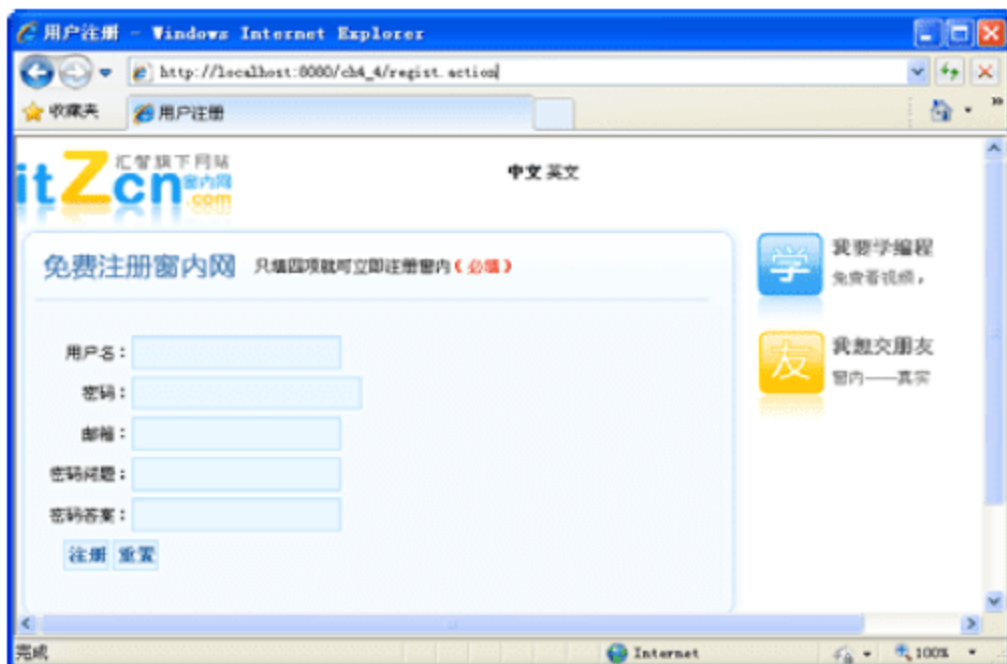 用户注册 - Windows Internet Explorer
http://localhost:8080/ch4_4/regist.action
收藏夹 用户注册
itZcn 汇智旗下网站
窗内网
.com
中文 英文
免费注册窗内网 只填四项就可立即注册窗内(必填)
我要学编程
学
免费看视频,
用户名:
密码:
邮箱:
密码问题:
密码答案:
注册 重置
我想交朋友
友
窗内——真实
完成 Internet 100%